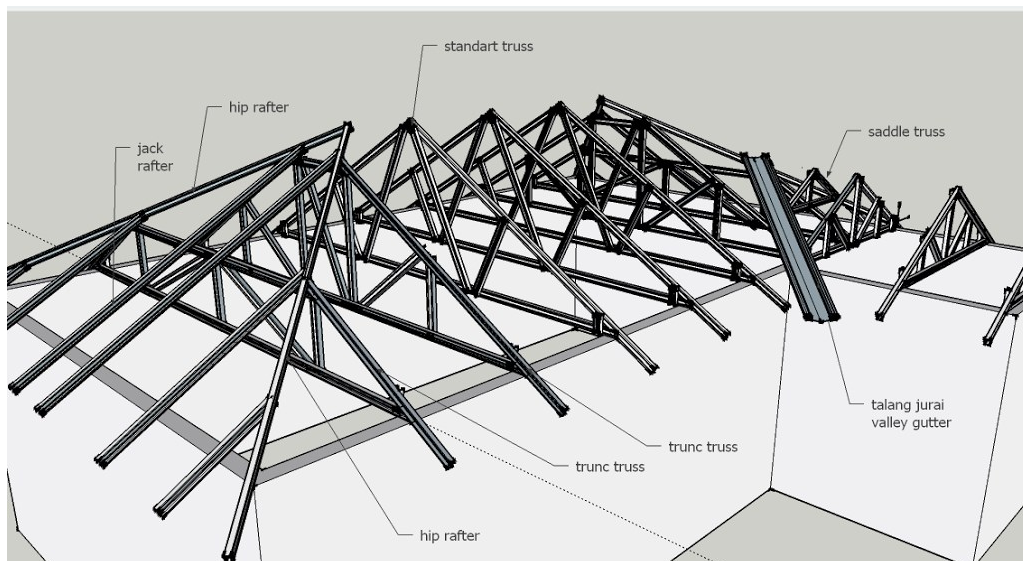 standart truss
hip rafter
jack
rafter
saddle truss
talang jurai
valley gutter
trunc truss
trunc truss
hip rafter